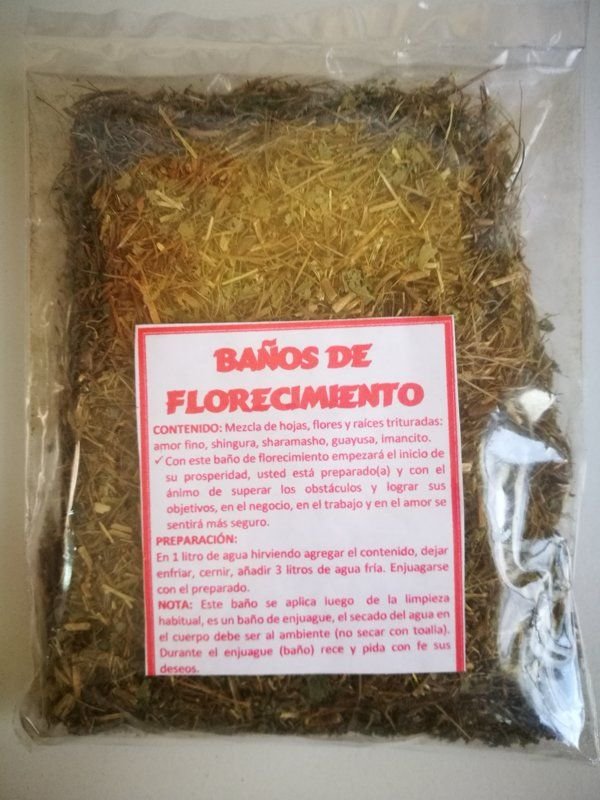 BAÑOS DE
FLORECIMIENTO
CONTENIDO: Mezcla de hojas, flores y raíces trituradas:
amor fino, shingura, sharamasho, guayusa, imancito.
✓ Con este baño de florecimiento empezará el inicio de
su prosperidad, usted está preparado(a) y con el
ánimo de superar los obstáculos y lograr sus
objetivos, en el negocio, en el trabajo y en el amor se
sentirá más seguro.
PREPARACIÓN:
En 1 litro de agua hirviendo agregar el contenido, dejar
enfriar, cernir, añadir 3 litros de agua fría. Enjuagarse
con el preparado.
NOTA: Este baño se aplica luego de la limpieza
habitual, es un baño de enjuague, el secado del agua en
el cuerpo debe ser al ambiente (no secar con toalla).
Durante el enjuague (baño) rece y pida con fe sus
deseos.